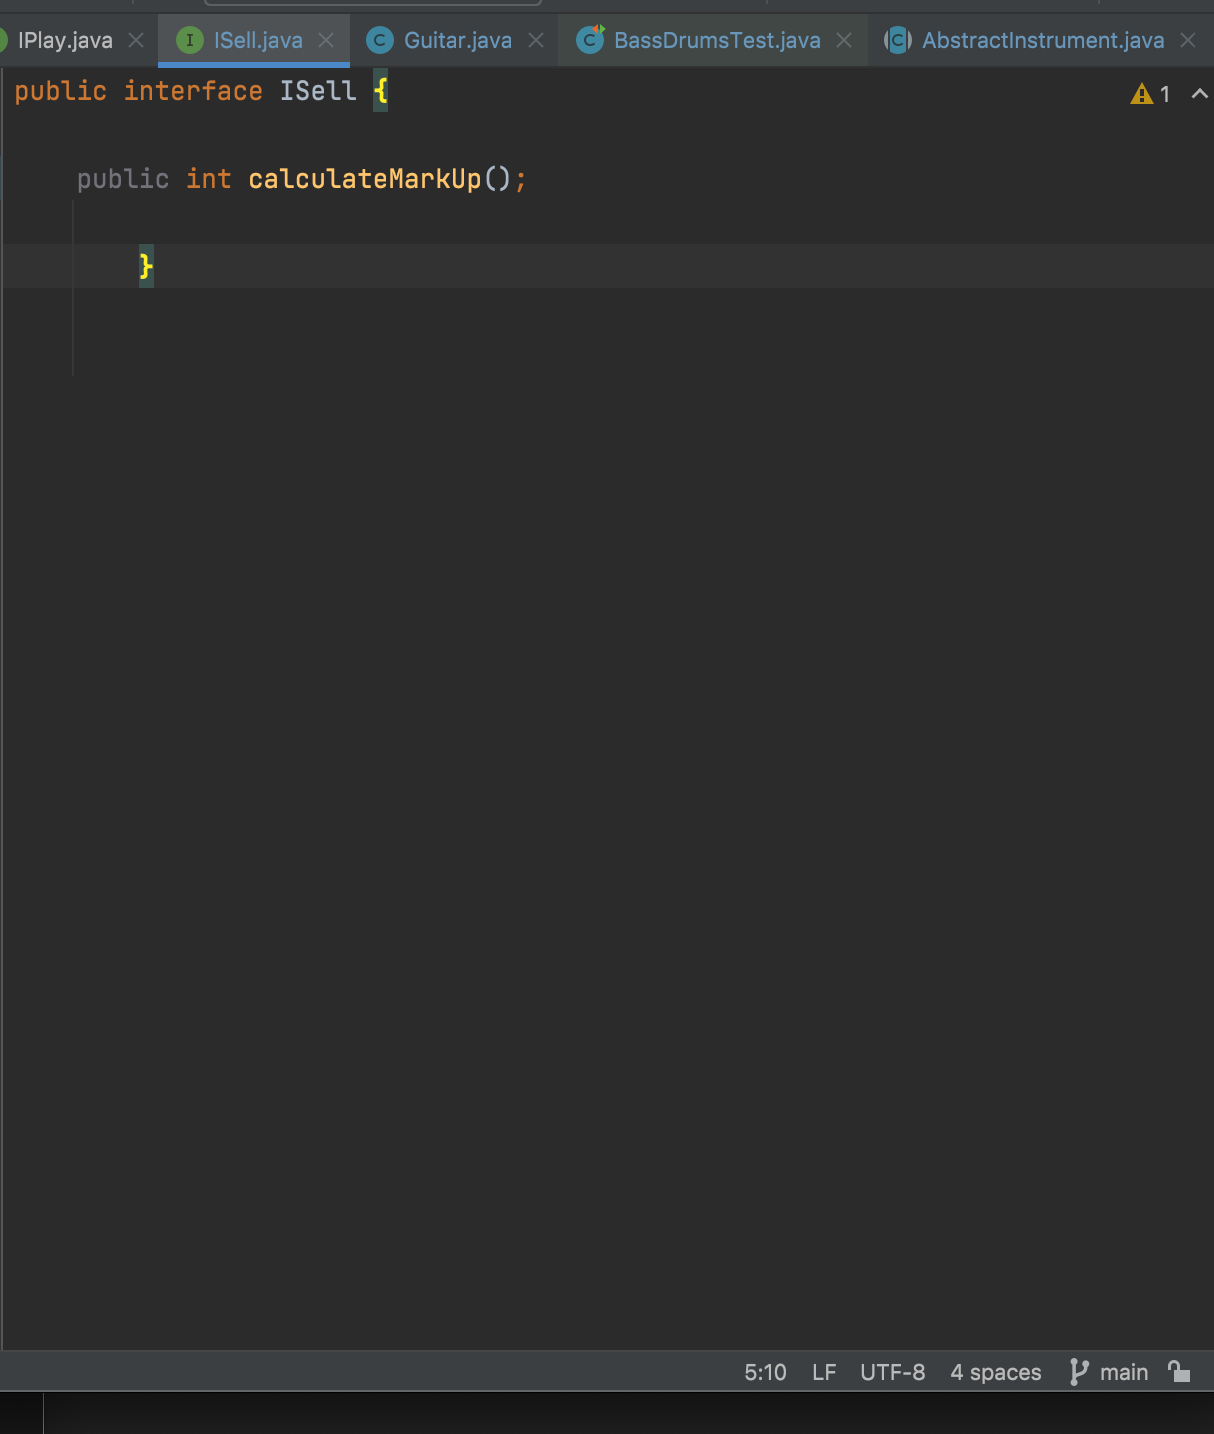 IPlay.java ISell.java Guitar.java BassDrumsTest.java AbstractInstrument.java
public interface ISell {
1
public int calculateMarkUp();
}
5:10 LF UTF-8 4 spaces main